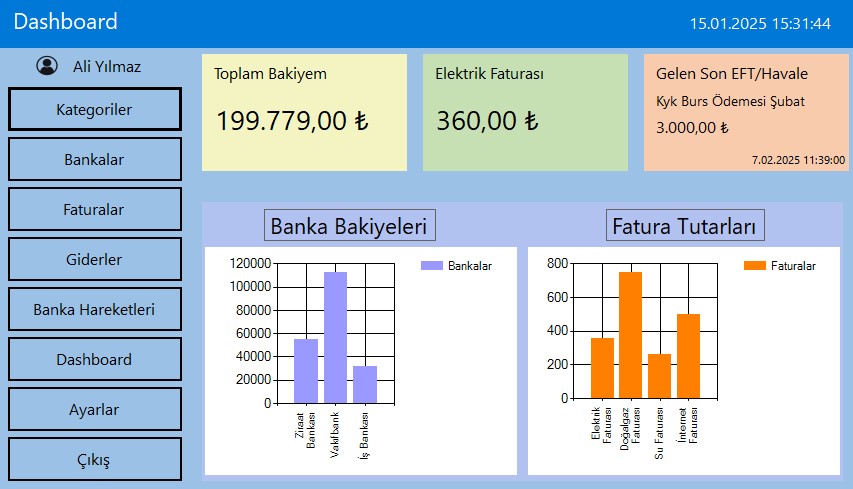 Dashboard
15.01.2025 15:31:44
Ali Yılmaz
Kategoriler
Bankalar
Faturalar
Giderler
Banka Hareketleri
Dashboard
Ayarlar
Çıkış
Toplam Bakiyem
199.779,00 ₺
Elektrik Faturası
360,00 ₺
Gelen Son EFT/Havale
Kyk Burs Ödemesi Şubat
3.000,00 ₺
7.02.2025 11:39:00
Banka Bakiyeleri
120000
100000
80000
60000
40000
20000
0
Ziraat
Bankası
Vakıfbank
İş Bankası
Bankalar
Fatura Tutarları
800
600
400
200
0
Elektrik
Faturası
Doğalgaz
Faturası
Su Faturası
İnternet
Faturası
Faturalar